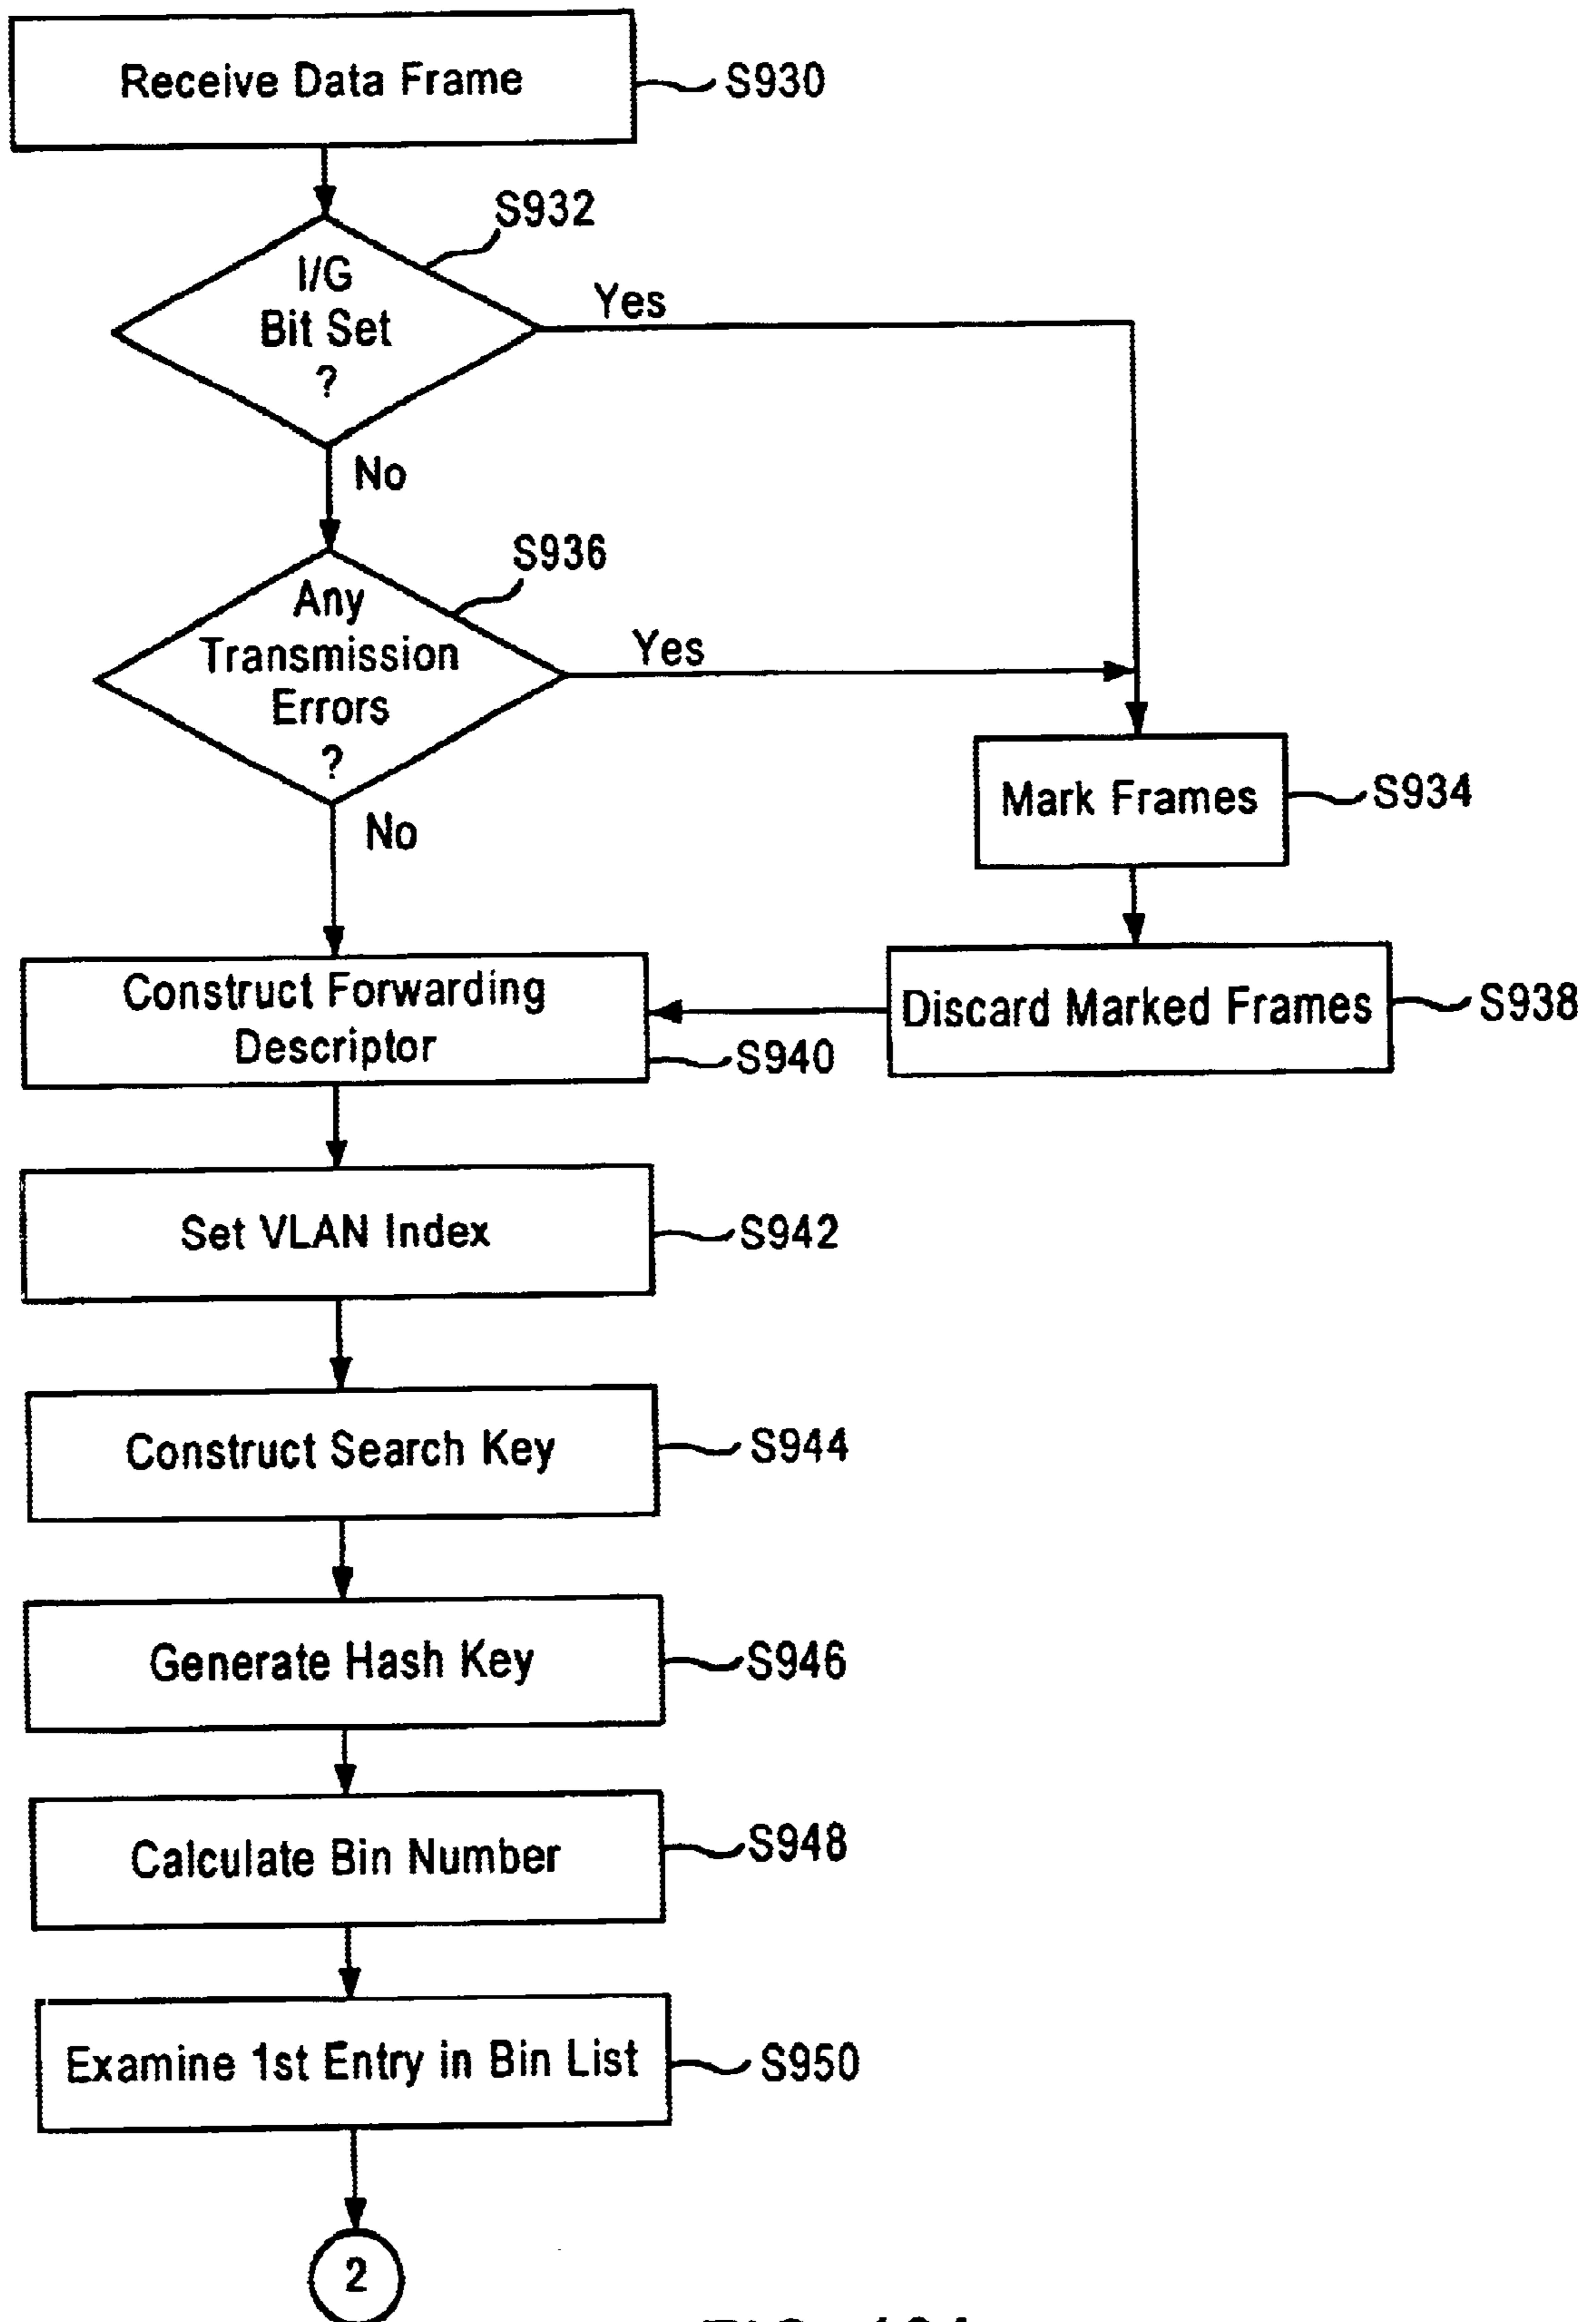 Receive Data Frame
S930
S932
I/G
Bit Set
?
Yes
No
S936
Any
Transmission
Errors
?
Yes
No
Mark Frames
S934
Construct Forwarding
Descriptor
S940
Discard Marked Frames
S938
Set VLAN Index
S942
Construct Search Key
S944
Generate Hash Key
S946
Calculate Bin Number
S948
Examine 1st Entry in Bin List
S950
2